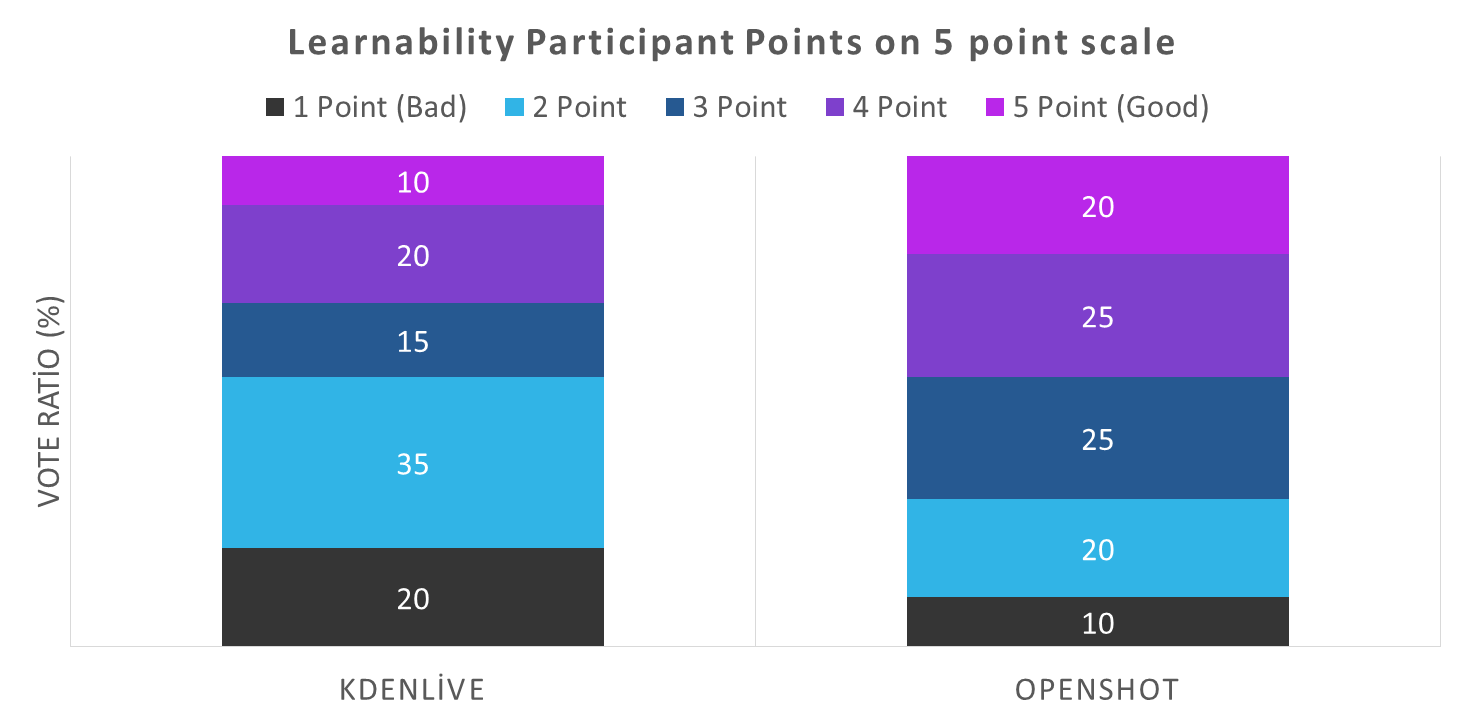 Learnability Participant Points on 5 point scale
1 Point (Bad) 2 Point 3 Point 4 Point 5 Point (Good)
VOTE RATİO (%)
10
20
15
35
20
20
25
25
20
10
KDENLİVE
OPENSHOT